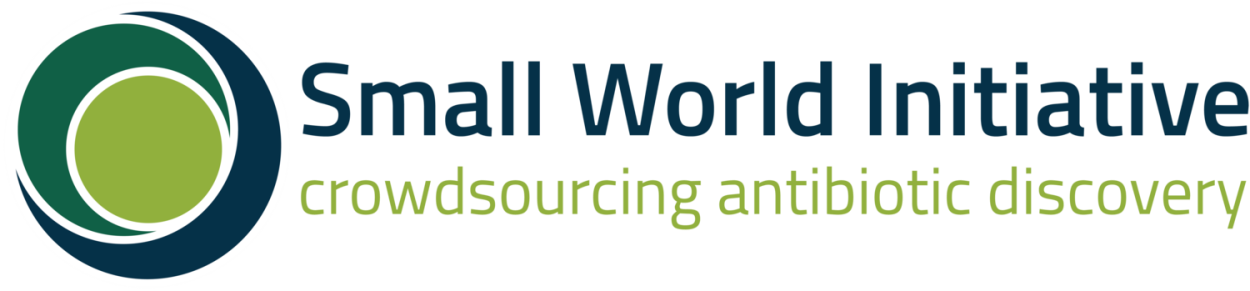 Small World Initiative
crowdsourcing antibiotic discovery